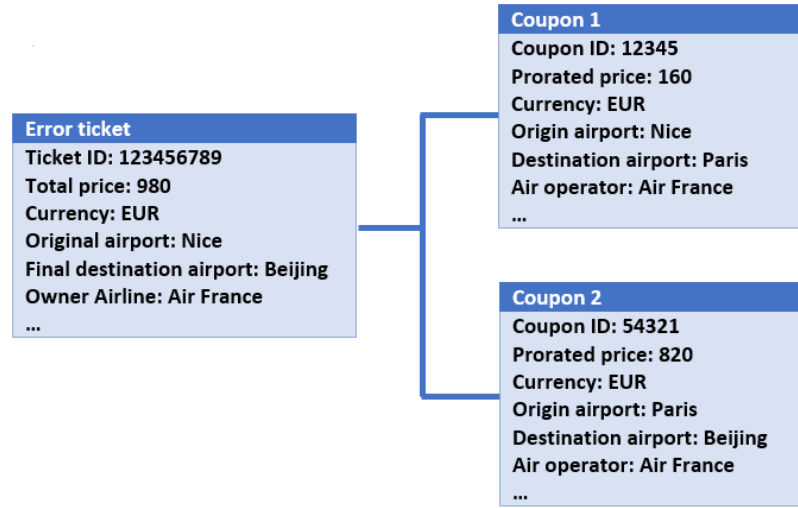 Error ticket
Ticket ID: 123456789
Total price: 980
Currency: EUR
Original airport: Nice
Final destination airport: Beijing
Owner Airline: Air France
...
Coupon 1
Coupon ID: 12345
Prorated price: 160
Currency: EUR
Origin airport: Nice
Destination airport: Paris
Air operator: Air France
...
Coupon 2
Coupon ID: 54321
Prorated price: 820
Currency: EUR
Origin airport: Paris
Destination airport: Beijing
Air operator: Air France
...